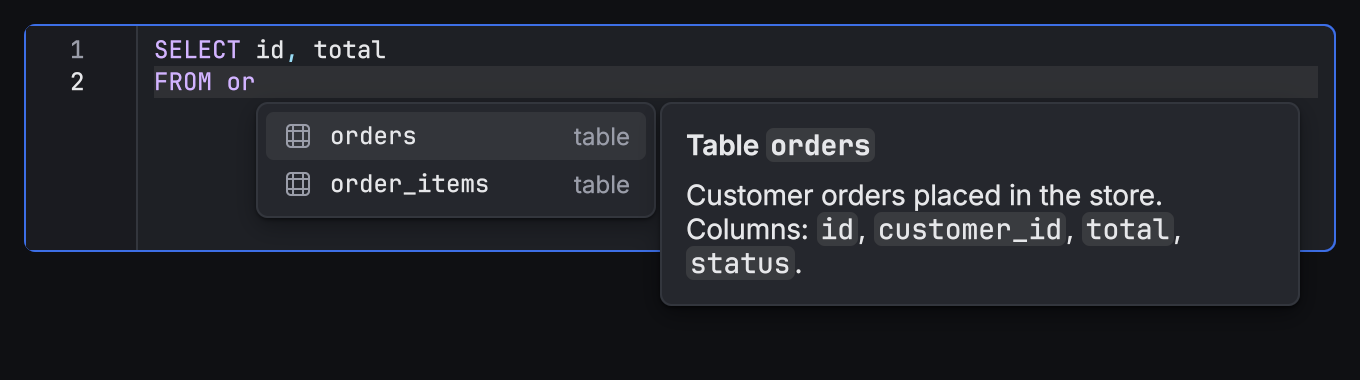 1 SELECT id, total
2 FROM or
orders table
order_items table
Table orders
Customer orders placed in the store.
Columns: id, customer_id, total,
status.